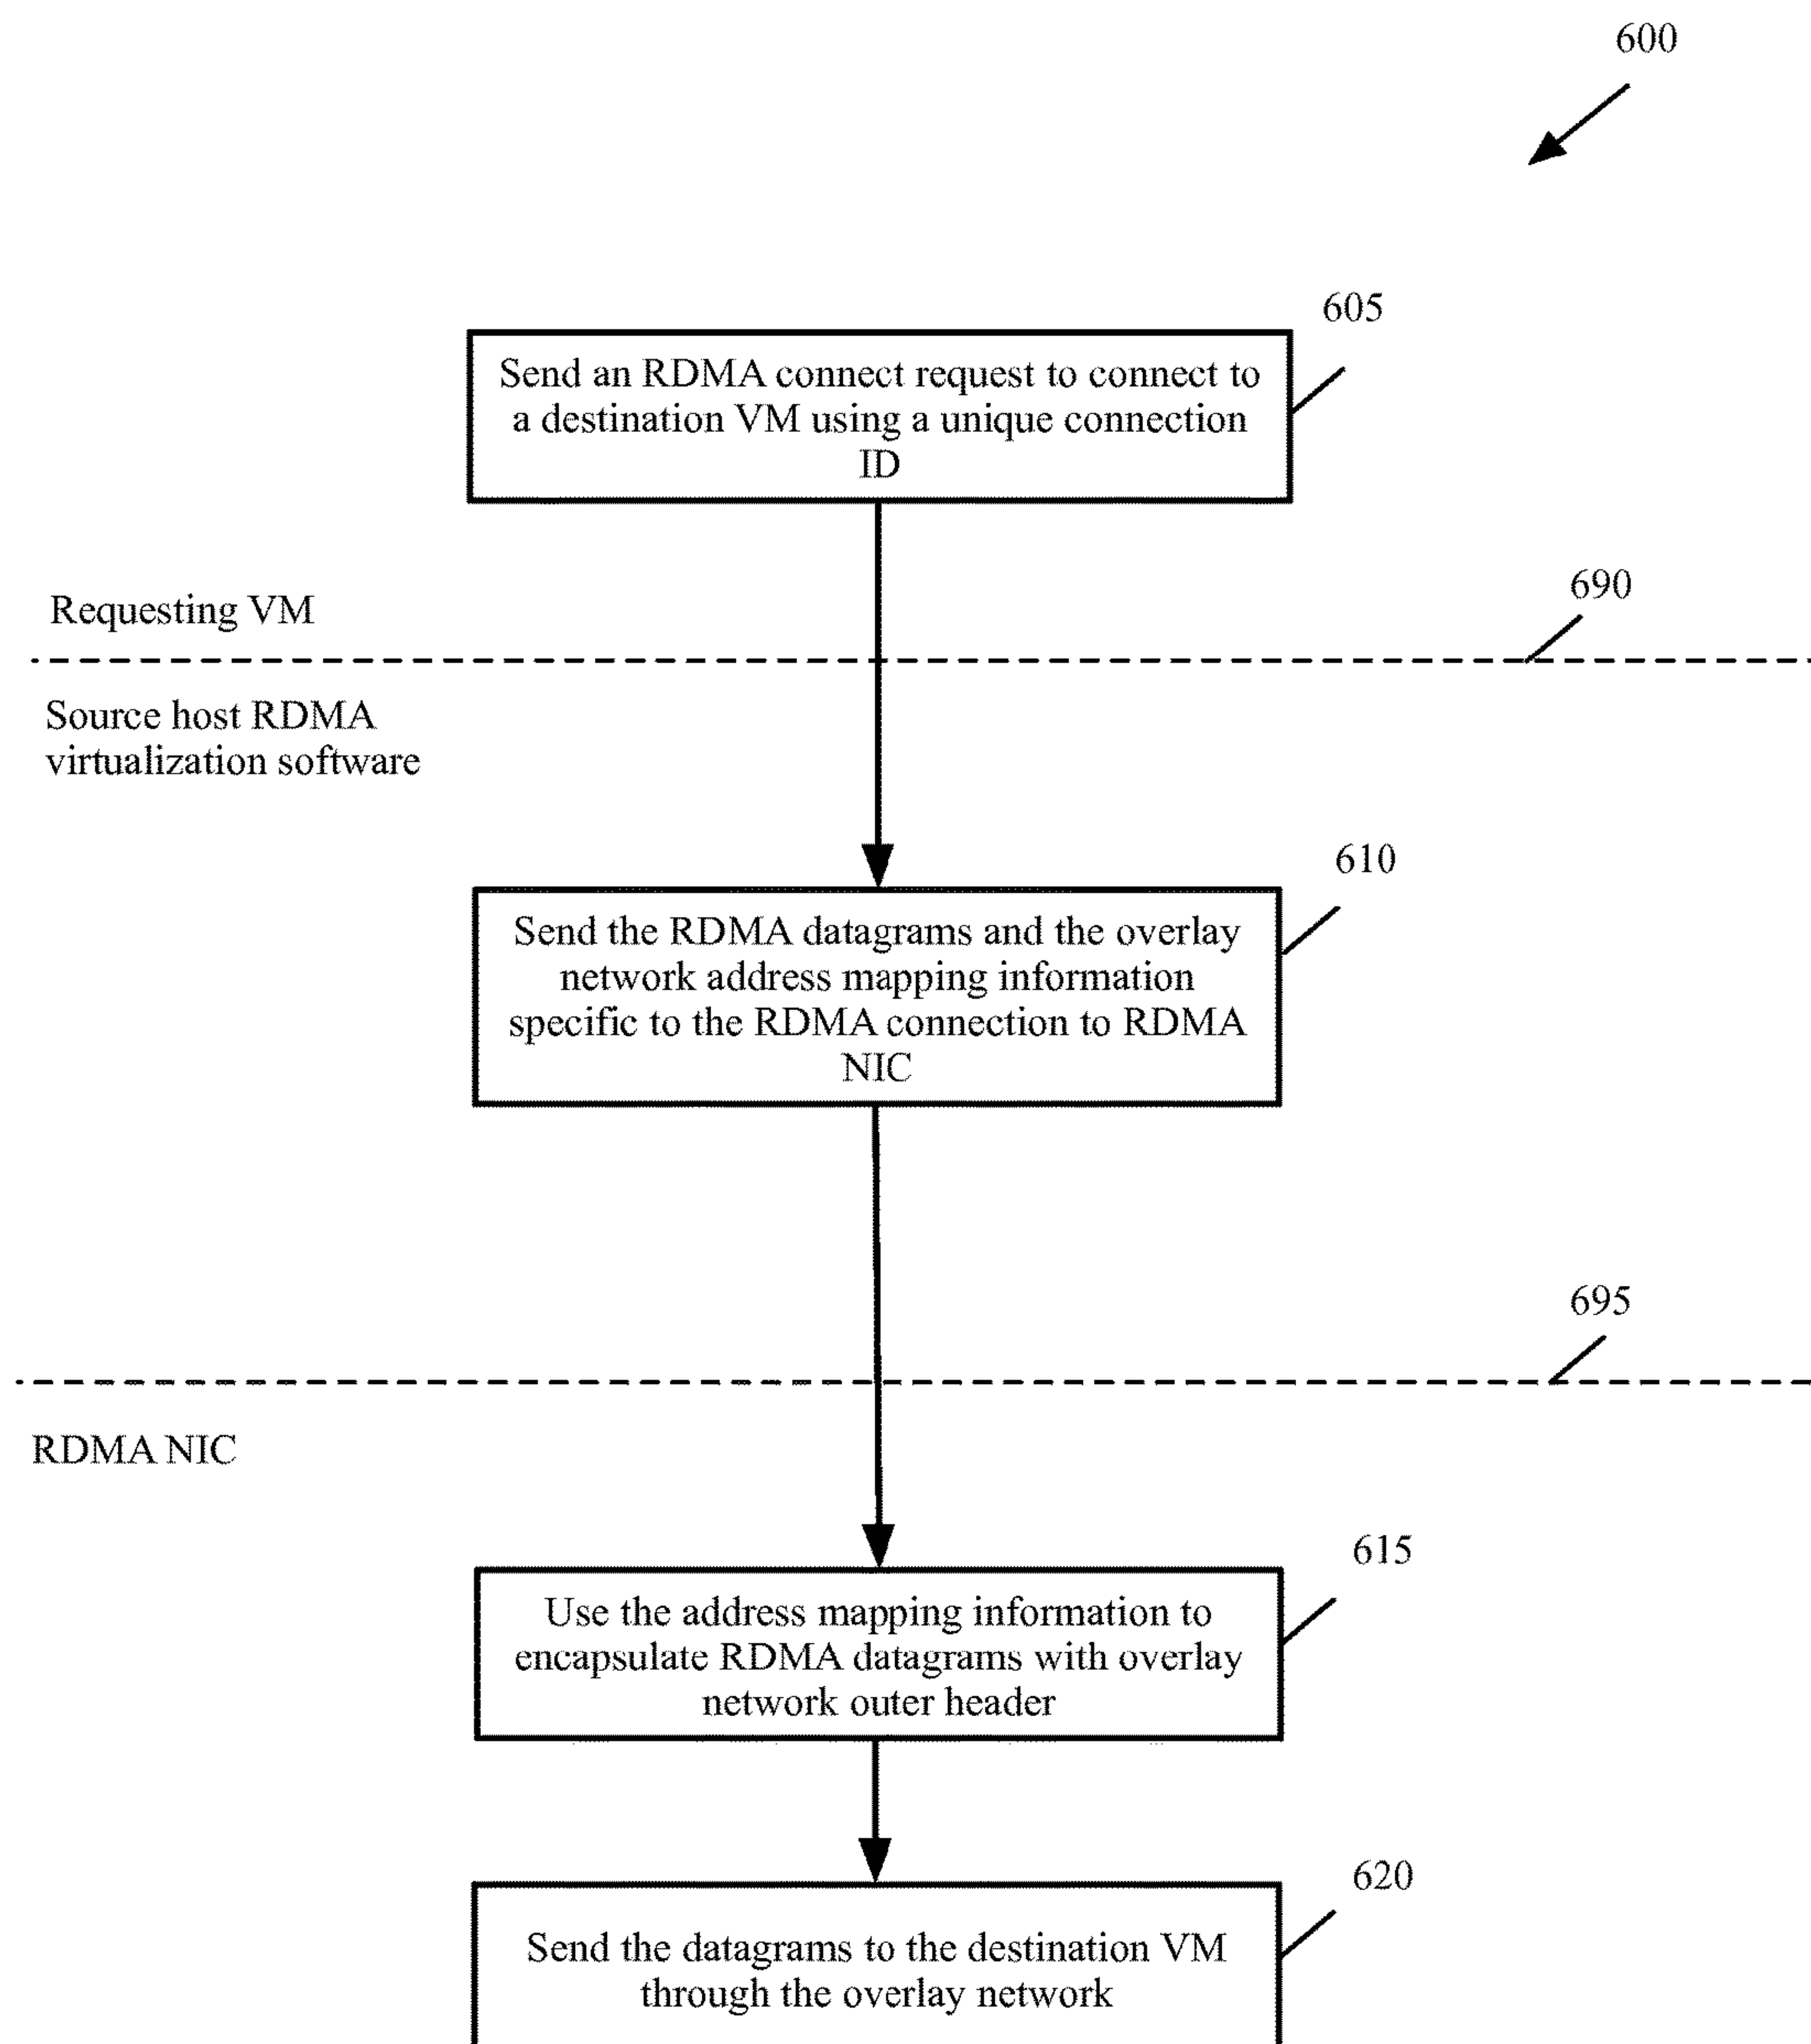 600
605
Send an RDMA connect request to connect to
a destination VM using a unique connection
ID
690
Requesting VM
Source host RDMA
virtualization software
610
Send the RDMA datagrams and the overlay
network address mapping information
specific to the RDMA connection to RDMA
NIC
695
RDMA NIC
615
Use the address mapping information to
encapsulate RDMA datagrams with overlay
network outer header
620
Send the datagrams to the destination VM
through the overlay network